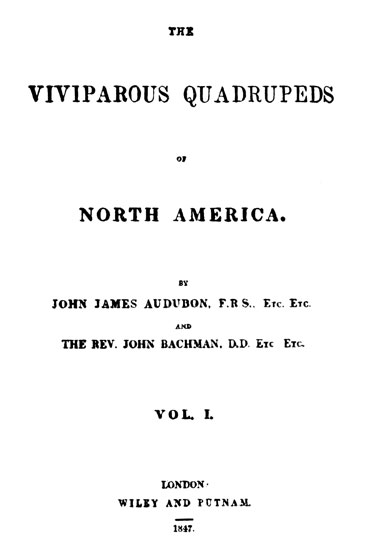 THE
VIVIPAROUS QUADRUPEDS
OF
NORTH AMERICA.
BY
JOHN JAMES AUDUBON, F.R S., Etc. Etc.
AND
THE REV. JOHN BACHMAN, D.D. Etc Etc.
VOL. I.
LONDON·
WILEY AND PUTNAM.
1847.